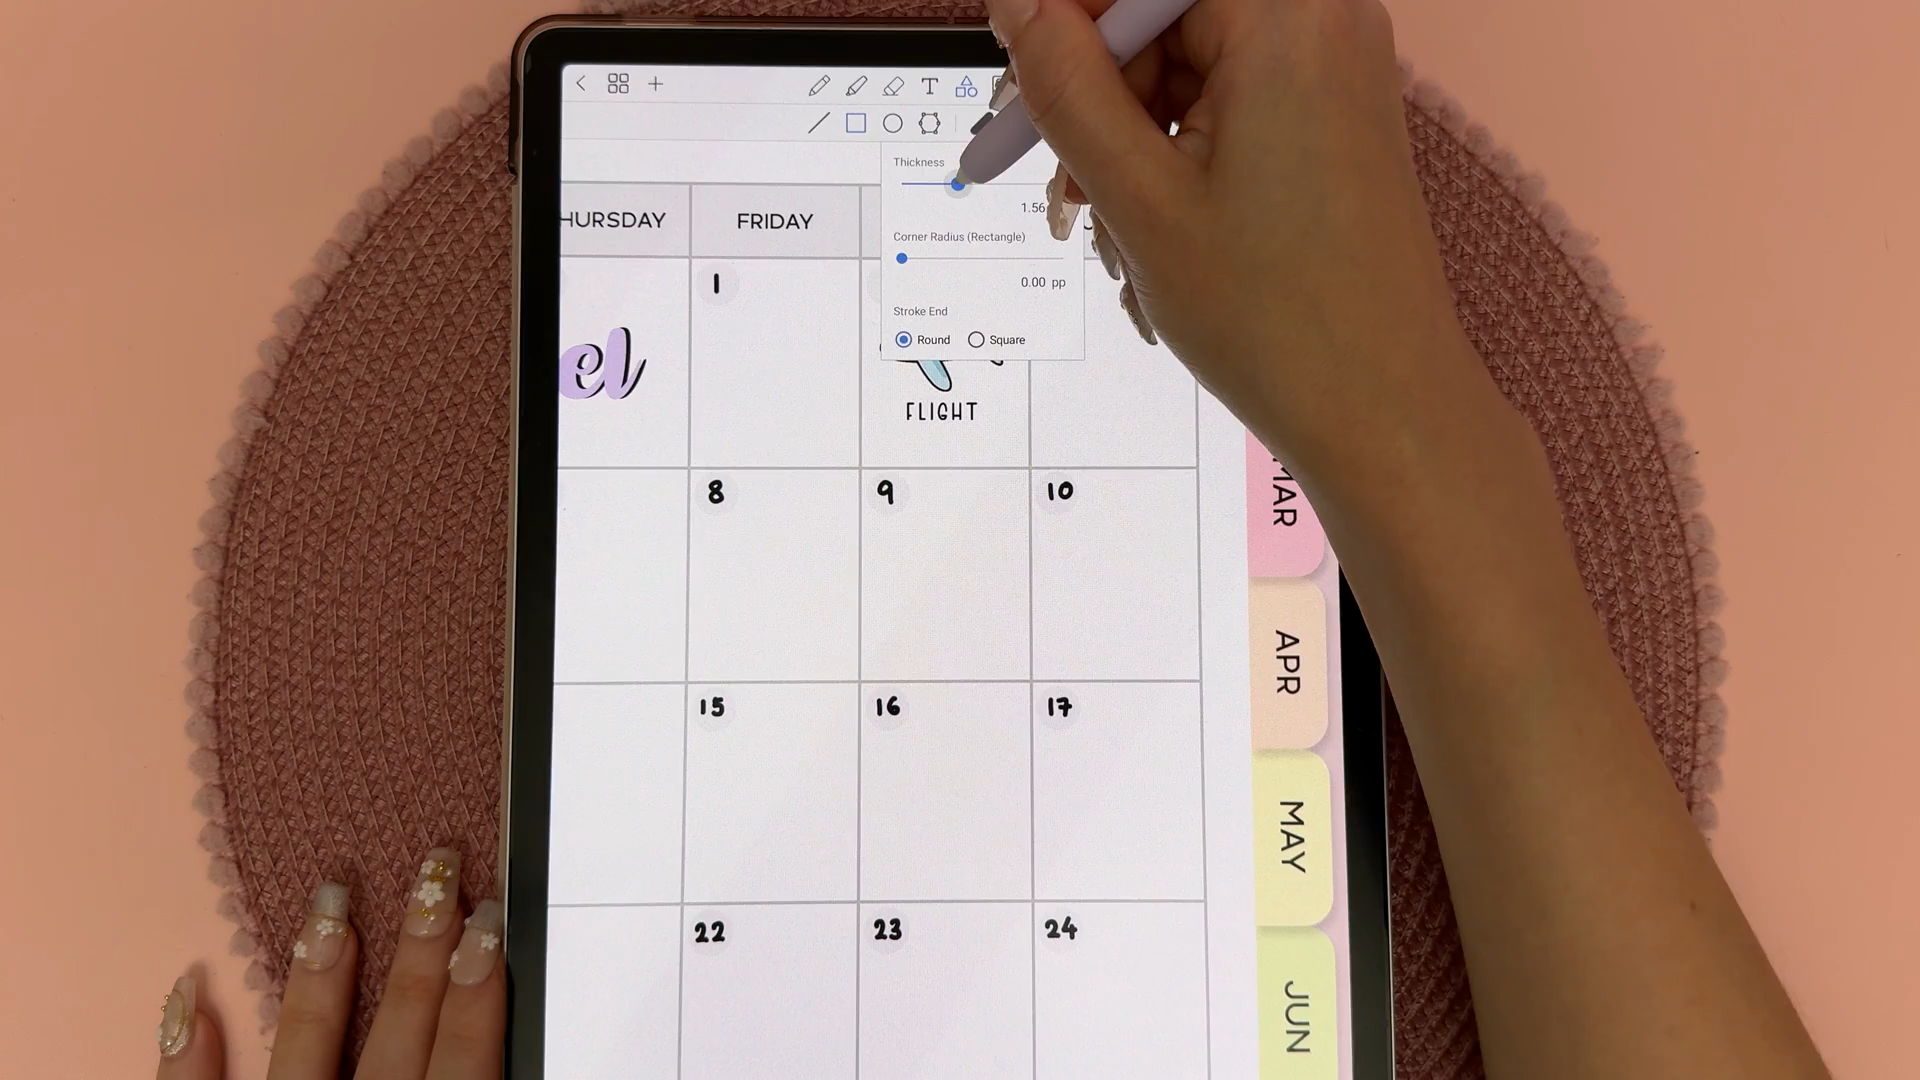 T
Thickness
1.56
Corner Radius (Rectangle)
0.00 pp
Stroke End
Round Square
HURSDAY FRIDAY
1
el
FLIGHT
8 9 10
15 16 17
22 23 24
MAR
APR
MAY
JUN